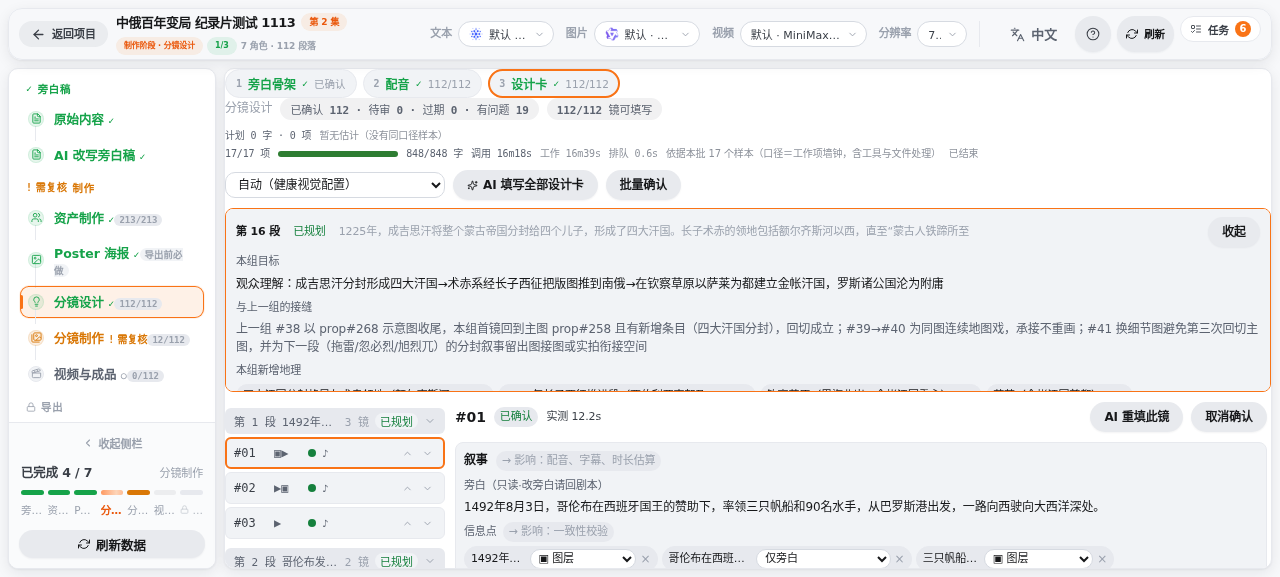 返回项目
中俄百年变局 纪录片测试 1113 第 2 集
制作阶段 · 分镜设计 1/3 7 角色 · 112 段落
文本 默认 ... 图片 默认 · ... 视频 默认 · MiniMax... 分辨率 7..
中文 刷新 任务 6
✓ 旁白稿
原始内容 ✓
AI 改写旁白稿 ✓
! 需复核 制作
资产制作 ✓ 213/213
Poster 海报 ✓ 导出前必做
分镜设计 ✓ 112/112
分镜制作 ! 需复核 12/112
视频与成品 ○ 0/112
导出
收起侧栏
已完成 4 / 7 分镜制作
旁... 资... P... 分... 分... 视... ...
刷新数据
1 旁白骨架 ✓ 已确认 2 配音 ✓ 112/112 3 设计卡 ✓ 112/112
分镜设计 已确认 112 · 待审 0 · 过期 0 · 有问题 19 112/112 镜可填写
计划 0 字 · 0 项 暂无估计（没有同口径样本）
17/17 项 848/848 字 调用 16m18s 工作 16m39s 排队 0.6s 依据本批 17 个样本（口径=工作项墙钟，含工具与文件处理） 已结束
自动（健康视觉配置） AI 填写全部设计卡 批量确认
第 16 段 已规划 1225年，成吉思汗将整个蒙古帝国分封给四个儿子，形成了四大汗国。长子术赤的领地包括额尔齐斯河以西，直至“蒙古人铁蹄所至 收起
本组目标
观众理解：成吉思汗分封形成四大汗国→术赤系经长子西征把版图推到南俄→在钦察草原以萨莱为都建立金帐汗国，罗斯诸公国沦为附庸
与上一组的接缝
上一组 #38 以 prop#268 示意图收尾，本组首镜回到主图 prop#258 且有新增条目（四大汗国分封），回切成立；#39→#40 为同图连续地图戏，承接不重画；#41 换细节图避免第三次回切主
图，并为下一段（拖雷/忽必烈/旭烈兀）的分封叙事留出图接图或实拍衔接空间
本组新增地理
第 1 段 1492年... 3 镜 已规划
#01 ▣▶ ♪
#02 ▶▣ ♪
#03 ▶ ♪
第 2 段 哥伦布发... 2 镜 已规划
#01 已确认 实测 12.2s AI 重填此镜 取消确认
叙事 → 影响：配音、字幕、时长估算
旁白（只读·改旁白请回剧本）
1492年8月3日，哥伦布在西班牙国王的赞助下，率领三只帆船和90名水手，从巴罗斯港出发，一路向西驶向大西洋深处。
信息点 → 影响：一致性校验
1492年... ▣ 图层 × 哥伦布在西班... 仅旁白 × 三只帆船... ▣ 图层 ×